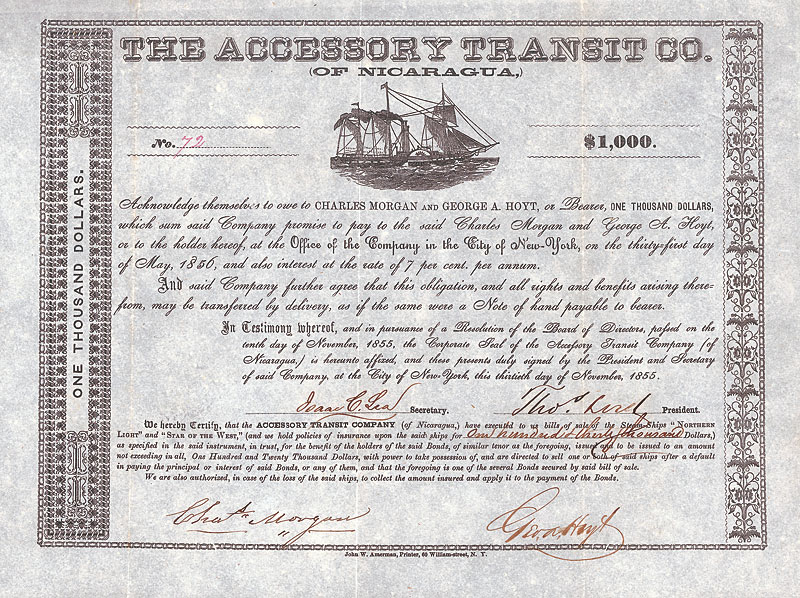 THE ACCESSORY TRANSIT CO.
(OF NICARAGUA,)
No. 72
$1,000.
ONE THOUSAND DOLLARS.
Acknowledge themselves to owe to CHARLES MORGAN AND GEORGE A. HOYT, or Bearer, ONE THOUSAND DOLLARS,
which sum said Company promise to pay to the said Charles Morgan and George A. Hoyt,
or to the holder hereof, at the Office of the Company in the City of New-York, on the thirty-first day
of May, 1856, and also interest at the rate of 7 per cent. per annum.
And said Company further agree that this obligation, and all rights and benefits arising there-
from, may be transferred by delivery, as if the same were a Note of hand payable to bearer.
In Testimony whereof, and in pursuance of a Resolution of the Board of Directors, passed on the
tenth day of November, 1855, the Corporate Seal of the Accessory Transit Company (of
Nicaragua,) is hereunto affixed, and these presents duly signed by the President and Secretary
of said Company, at the City of New-York, this thirtieth day of November, 1855.
Isaac C. Lea Secretary. Thos. Lord President.
We hereby Certify, that the ACCESSORY TRANSIT COMPANY (of Nicaragua,) have executed to us bills of sale of the Steam-Ships "NORTHERN
LIGHT" and "STAR OF THE WEST," (and we hold policies of insurance upon the said ships for One hundred & thirty thousand Dollars,)
as specified in the said instrument, in trust, for the benefit of the holders of the said Bonds, of similar tenor as the foregoing, issued and to be issued to an amount
not exceeding in all, One Hundred and Twenty Thousand Dollars, with power to take possession of, and are directed to sell one or both of said ships after a default
in paying the principal or interest of said Bonds, or any of them, and that the foregoing is one of the several Bonds secured by said bill of sale.
We are also authorized, in case of the loss of the said ships, to collect the amount insured and apply it to the payment of the Bonds.
Chas. Morgan
Geo. A. Hoyt
John W. Amerman, Printer, 60 William-street, N. Y.